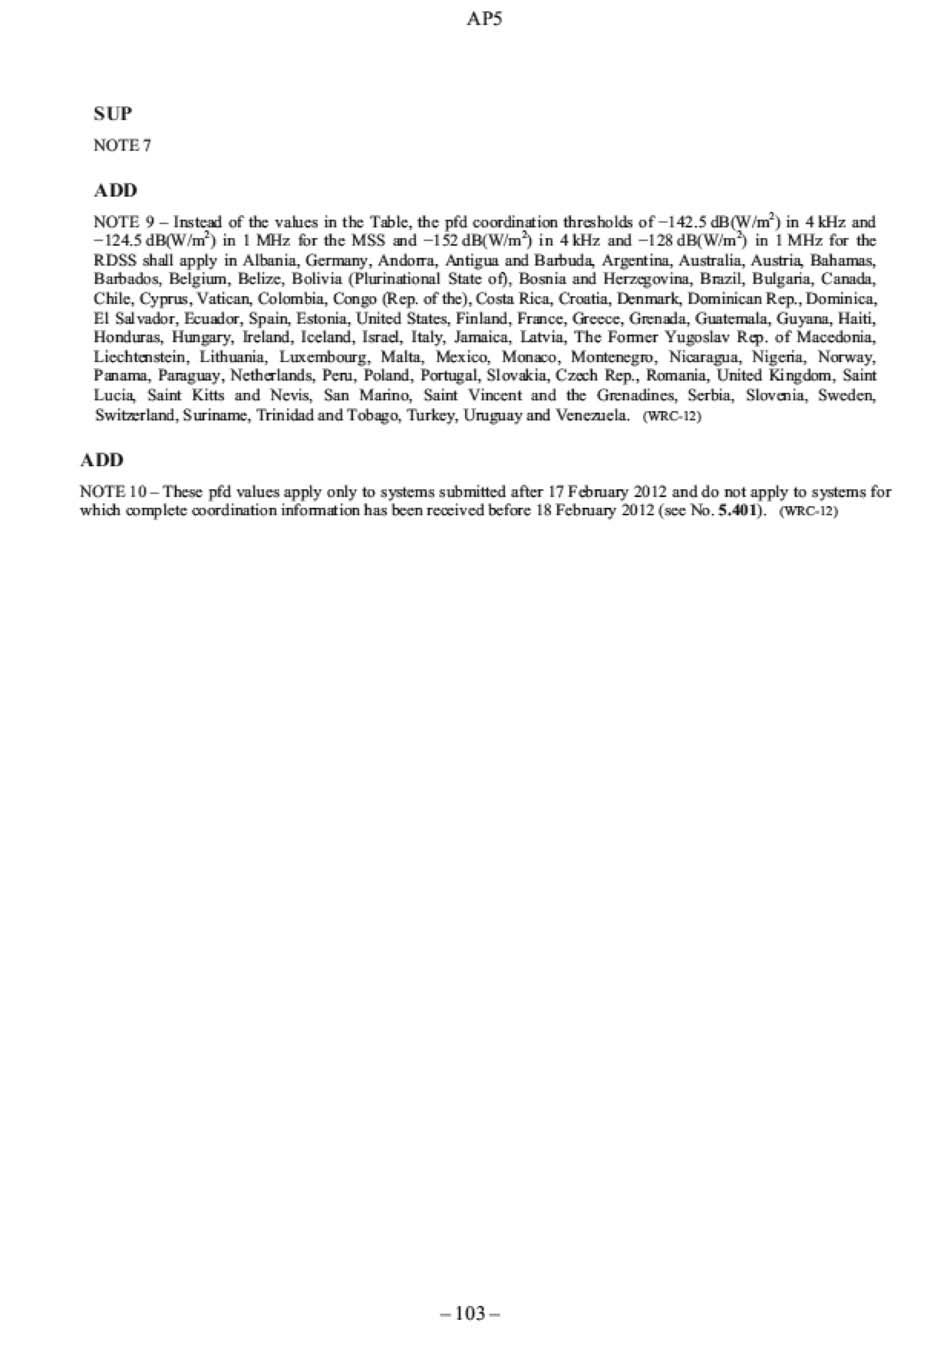 AP5
SUP
NOTE 7
ADD
NOTE 9 – Instead of the values in the Table, the pfd coordination thresholds of −142.5 dB(W/m²) in 4 kHz and
−124.5 dB(W/m²) in 1 MHz for the MSS and −152 dB(W/m²) in 4 kHz and −128 dB(W/m²) in 1 MHz for the
RDSS shall apply in Albania, Germany, Andorra, Antigua and Barbuda, Argentina, Australia, Austria, Bahamas,
Barbados, Belgium, Belize, Bolivia (Plurinational State of), Bosnia and Herzegovina, Brazil, Bulgaria, Canada,
Chile, Cyprus, Vatican, Colombia, Congo (Rep. of the), Costa Rica, Croatia, Denmark, Dominican Rep., Dominica,
El Salvador, Ecuador, Spain, Estonia, United States, Finland, France, Greece, Grenada, Guatemala, Guyana, Haiti,
Honduras, Hungary, Ireland, Iceland, Israel, Italy, Jamaica, Latvia, The Former Yugoslav Rep. of Macedonia,
Liechtenstein, Lithuania, Luxembourg, Malta, Mexico, Monaco, Montenegro, Nicaragua, Nigeria, Norway,
Panama, Paraguay, Netherlands, Peru, Poland, Portugal, Slovakia, Czech Rep., Romania, United Kingdom, Saint
Lucia, Saint Kitts and Nevis, San Marino, Saint Vincent and the Grenadines, Serbia, Slovenia, Sweden,
Switzerland, Suriname, Trinidad and Tobago, Turkey, Uruguay and Venezuela. (WRC-12)
ADD
NOTE 10 – These pfd values apply only to systems submitted after 17 February 2012 and do not apply to systems for
which complete coordination information has been received before 18 February 2012 (see No. 5.401). (WRC-12)
– 103 –